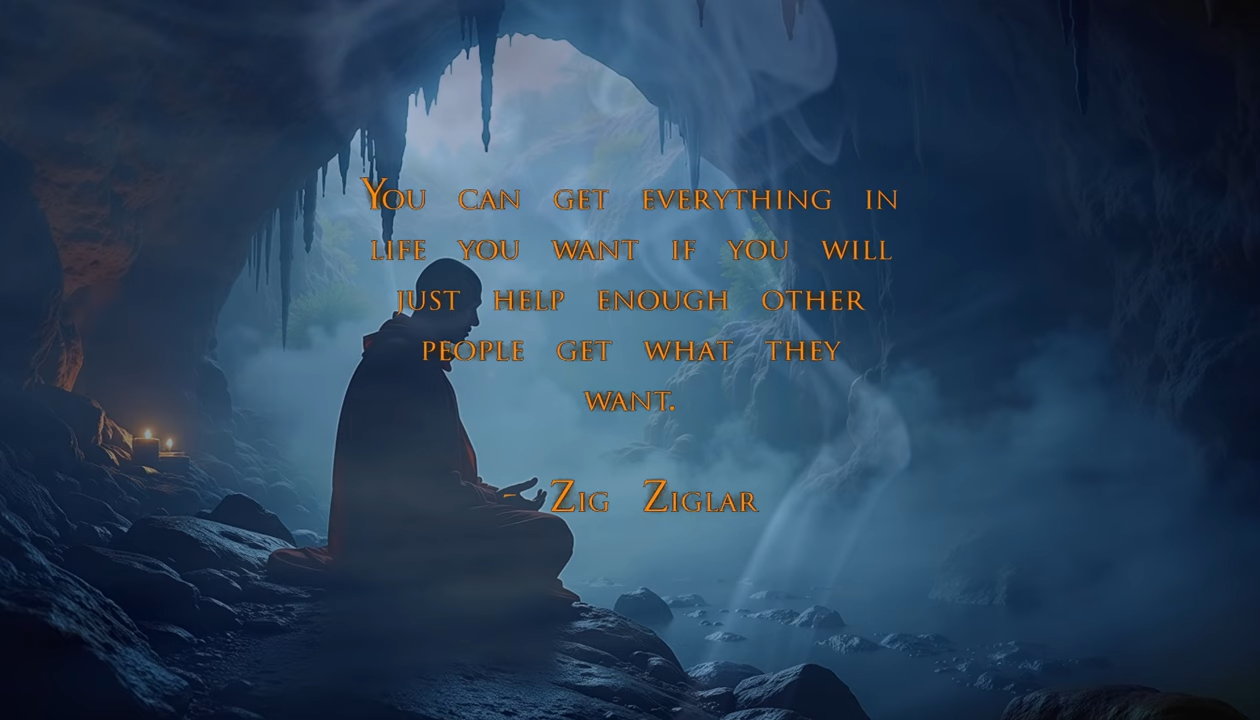 You can get everything in
life you want if you will
just help enough other
people get what they
want.
- Zig Ziglar